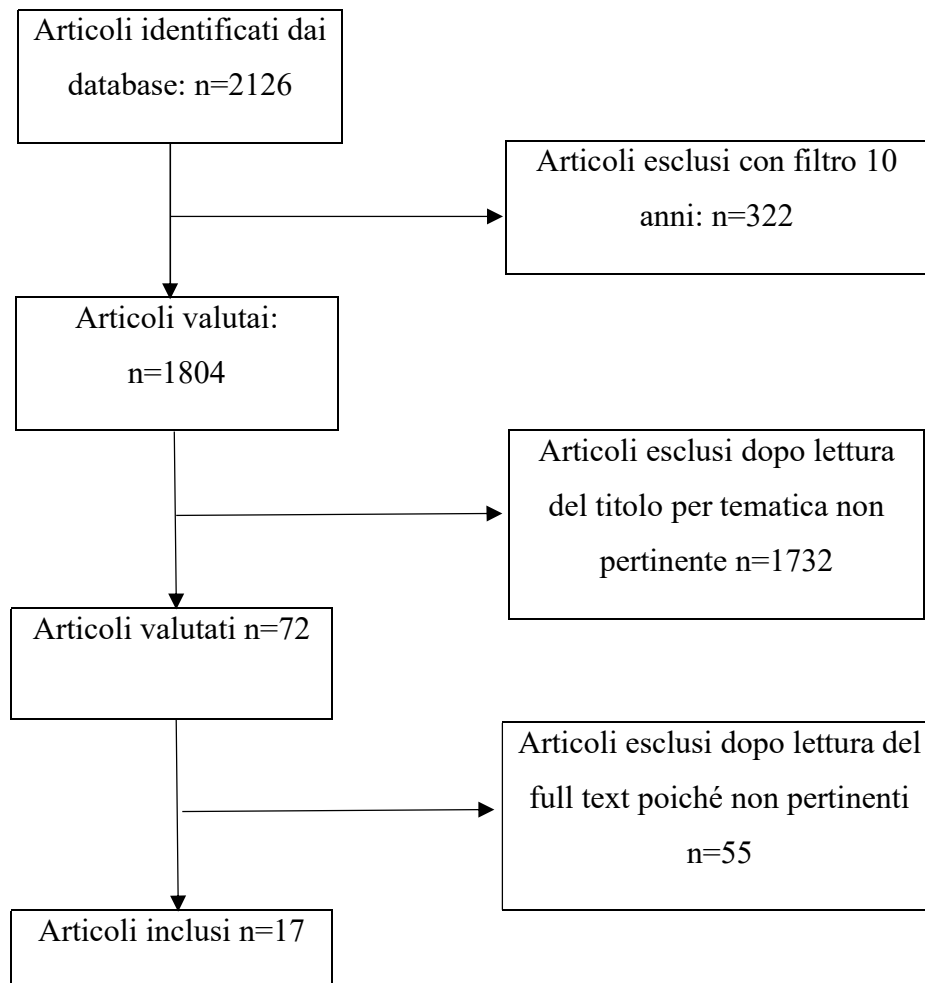 Articoli identificati dai
database: n=2126
Articoli esclusi con filtro 10
anni: n=322
Articoli valutai:
n=1804
Articoli esclusi dopo lettura
del titolo per tematica non
pertinente n=1732
Articoli valutati n=72
Articoli esclusi dopo lettura del
full text poiché non pertinenti
n=55
Articoli inclusi n=17